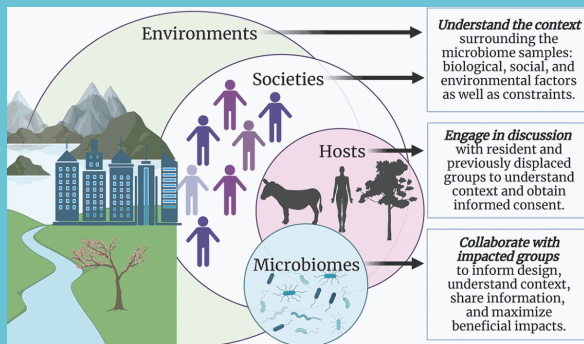 Environments
Societies
Hosts
Microbiomes
Understand the context
surrounding the
microbiome samples:
biological, social, and
environmental factors
as well as constraints.
Engage in discussion
with resident and
previously displaced
groups to understand
context and obtain
informed consent.
Collaborate with
impacted groups
to inform design,
understand context,
share information,
and maximize
beneficial impacts.